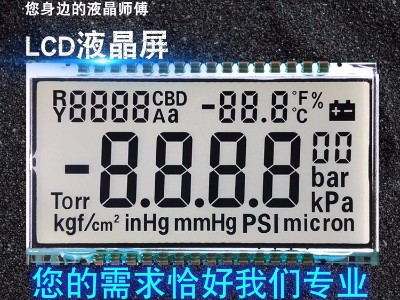 您身边的液晶师傅
LCD液晶屏
RY8888CBDAa -88.8°F°C%
-8.8.8.8 00
Torr bar kPa
kgf/cm² inHg mmHg PSI micron
您的需求恰好我们专业